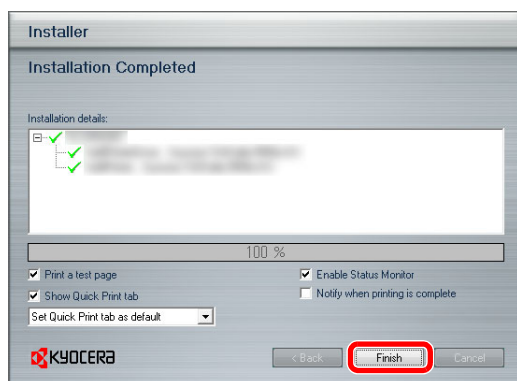 Installer
Installation Completed
Installation details:
100 %
Print a test page
Enable Status Monitor
Show Quick Print tab
Notify when printing is complete
Set Quick Print tab as default
KYOCERA
< Back
Finish
Cancel